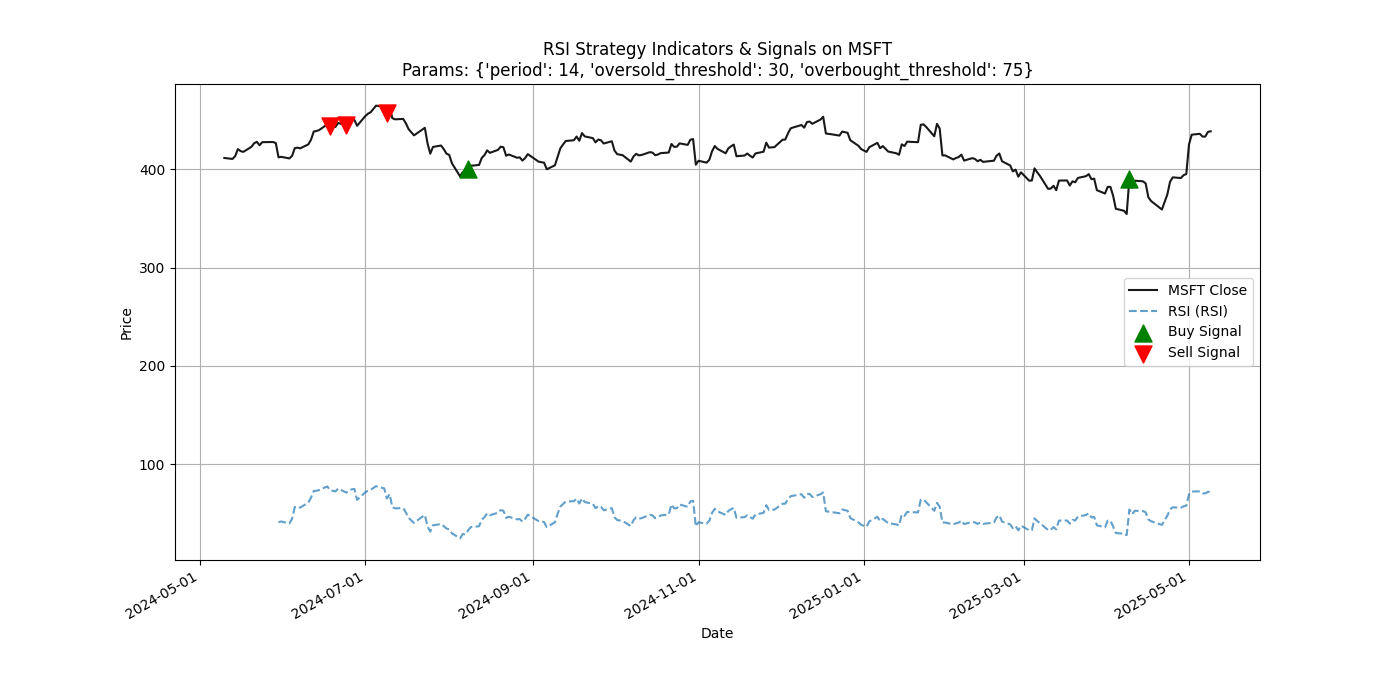 RSI Strategy Indicators & Signals on MSFT
Params: {'period': 14, 'oversold_threshold': 30, 'overbought_threshold': 75}
Price
400
300
200
100
MSFT Close
RSI (RSI)
Buy Signal
Sell Signal
2024-05-01
2024-07-01
2024-09-01
2024-11-01
2025-01-01
2025-03-01
2025-05-01
Date